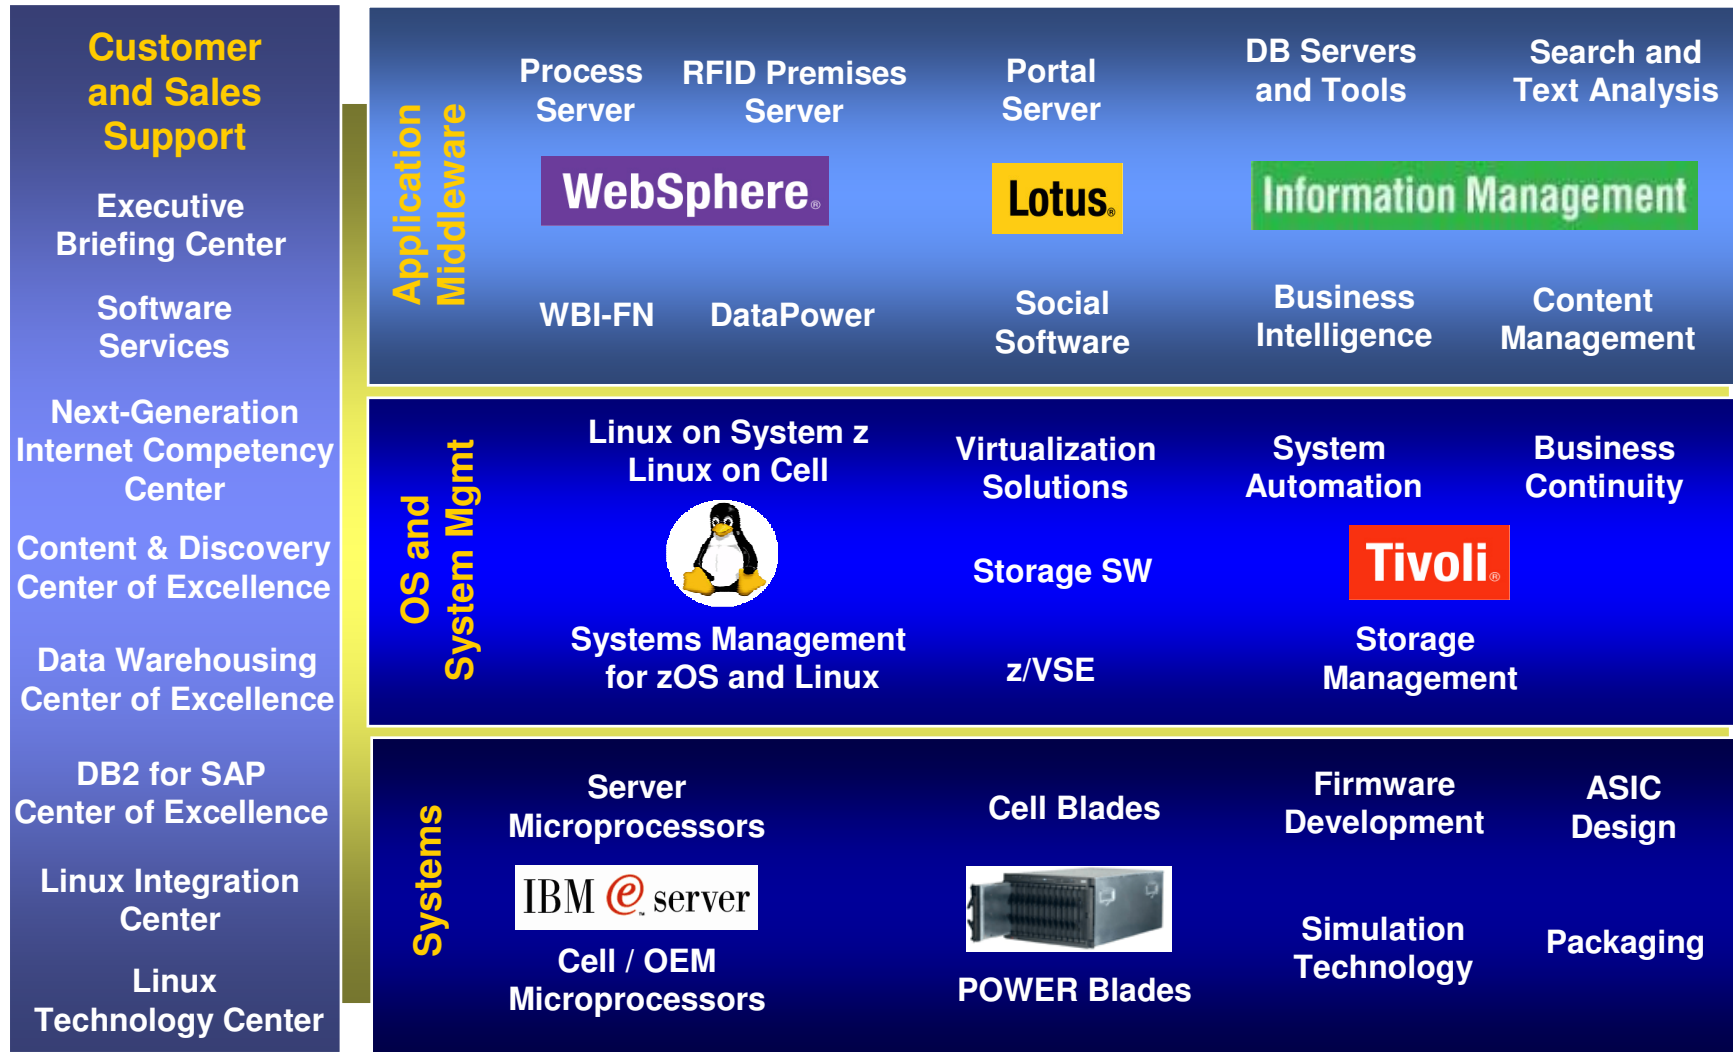 Customer
and Sales
Support
Executive
Briefing Center
Software
Services
Next-Generation
Internet Competency
Center
Content & Discovery
Center of Excellence
Data Warehousing
Center of Excellence
DB2 for SAP
Center of Excellence
Linux Integration
Center
Linux
Technology Center
Application
Middleware
Process
Server
RFID Premises
Server
Portal
Server
DB Servers
and Tools
Search and
Text Analysis
WebSphere®
Lotus®
Information Management
WBI-FN
DataPower
Social
Software
Business
Intelligence
Content
Management
OS and
System Mgmt
Linux on System z
Linux on Cell
Virtualization
Solutions
System
Automation
Business
Continuity
Storage SW
Tivoli®
Systems Management
for zOS and Linux
z/VSE
Storage
Management
Systems
Server
Microprocessors
Cell Blades
Firmware
Development
ASIC
Design
IBM e™ server
Cell / OEM
Microprocessors
POWER Blades
Simulation
Technology
Packaging